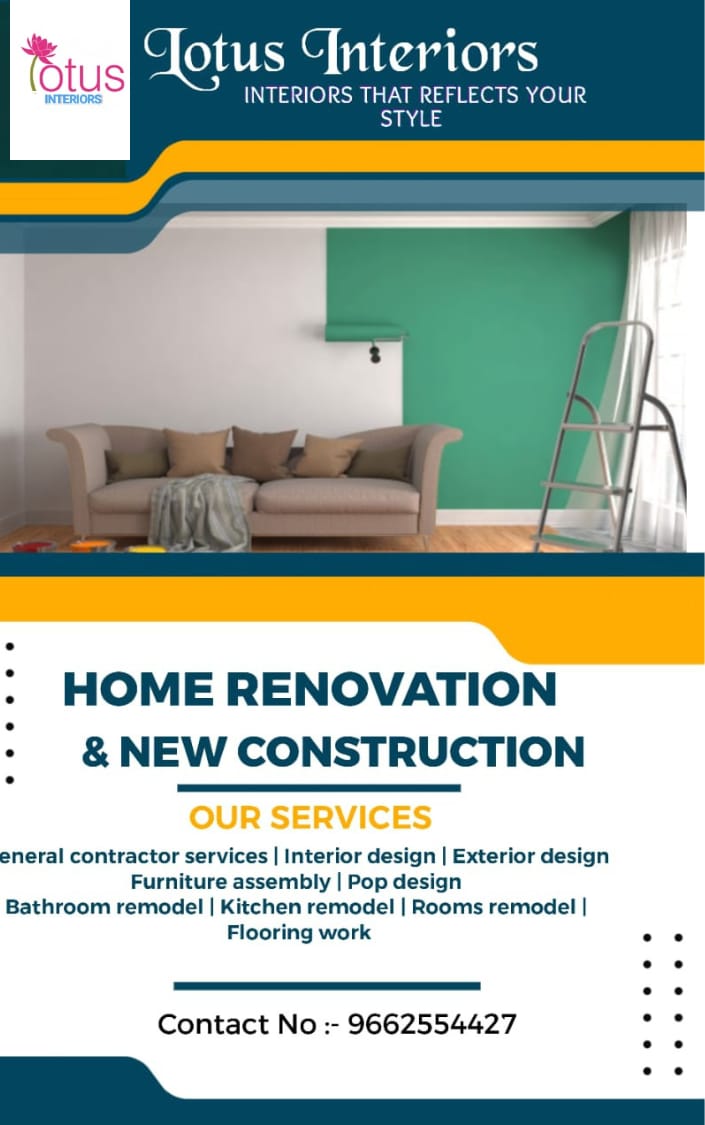 lotus
INTERIORS
Lotus Interiors
INTERIORS THAT REFLECTS YOUR
STYLE
HOME RENOVATION
& NEW CONSTRUCTION
OUR SERVICES
eneral contractor services | Interior design | Exterior design
Furniture assembly | Pop design
Bathroom remodel | Kitchen remodel | Rooms remodel |
Flooring work
Contact No :- 9662554427